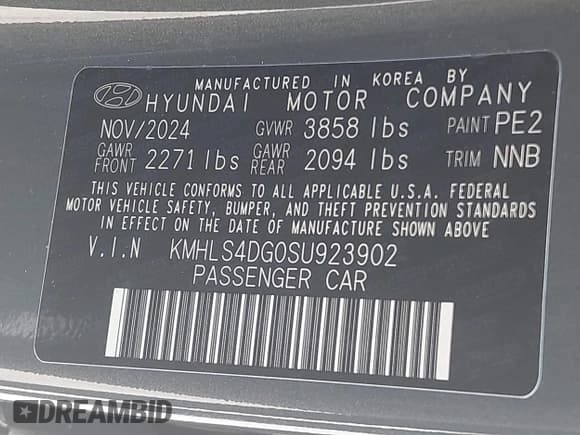 MANUFACTURED IN KOREA BY
HYUNDAI MOTOR COMPANY
NOV/2024 GVWR 3858 lbs PAINT PE2
GAWR FRONT 2271 lbs GAWR REAR 2094 lbs TRIM NNB
THIS VEHICLE CONFORMS TO ALL APPLICABLE U.S.A. FEDERAL
MOTOR VEHICLE SAFETY, BUMPER, AND THEFT PREVENTION STANDARDS
IN EFFECT ON THE DATE OF MANUFACTURE SHOWN ABOVE
V.I.N KMHLS4DG0SU923902
PASSENGER CAR
DREAMBID